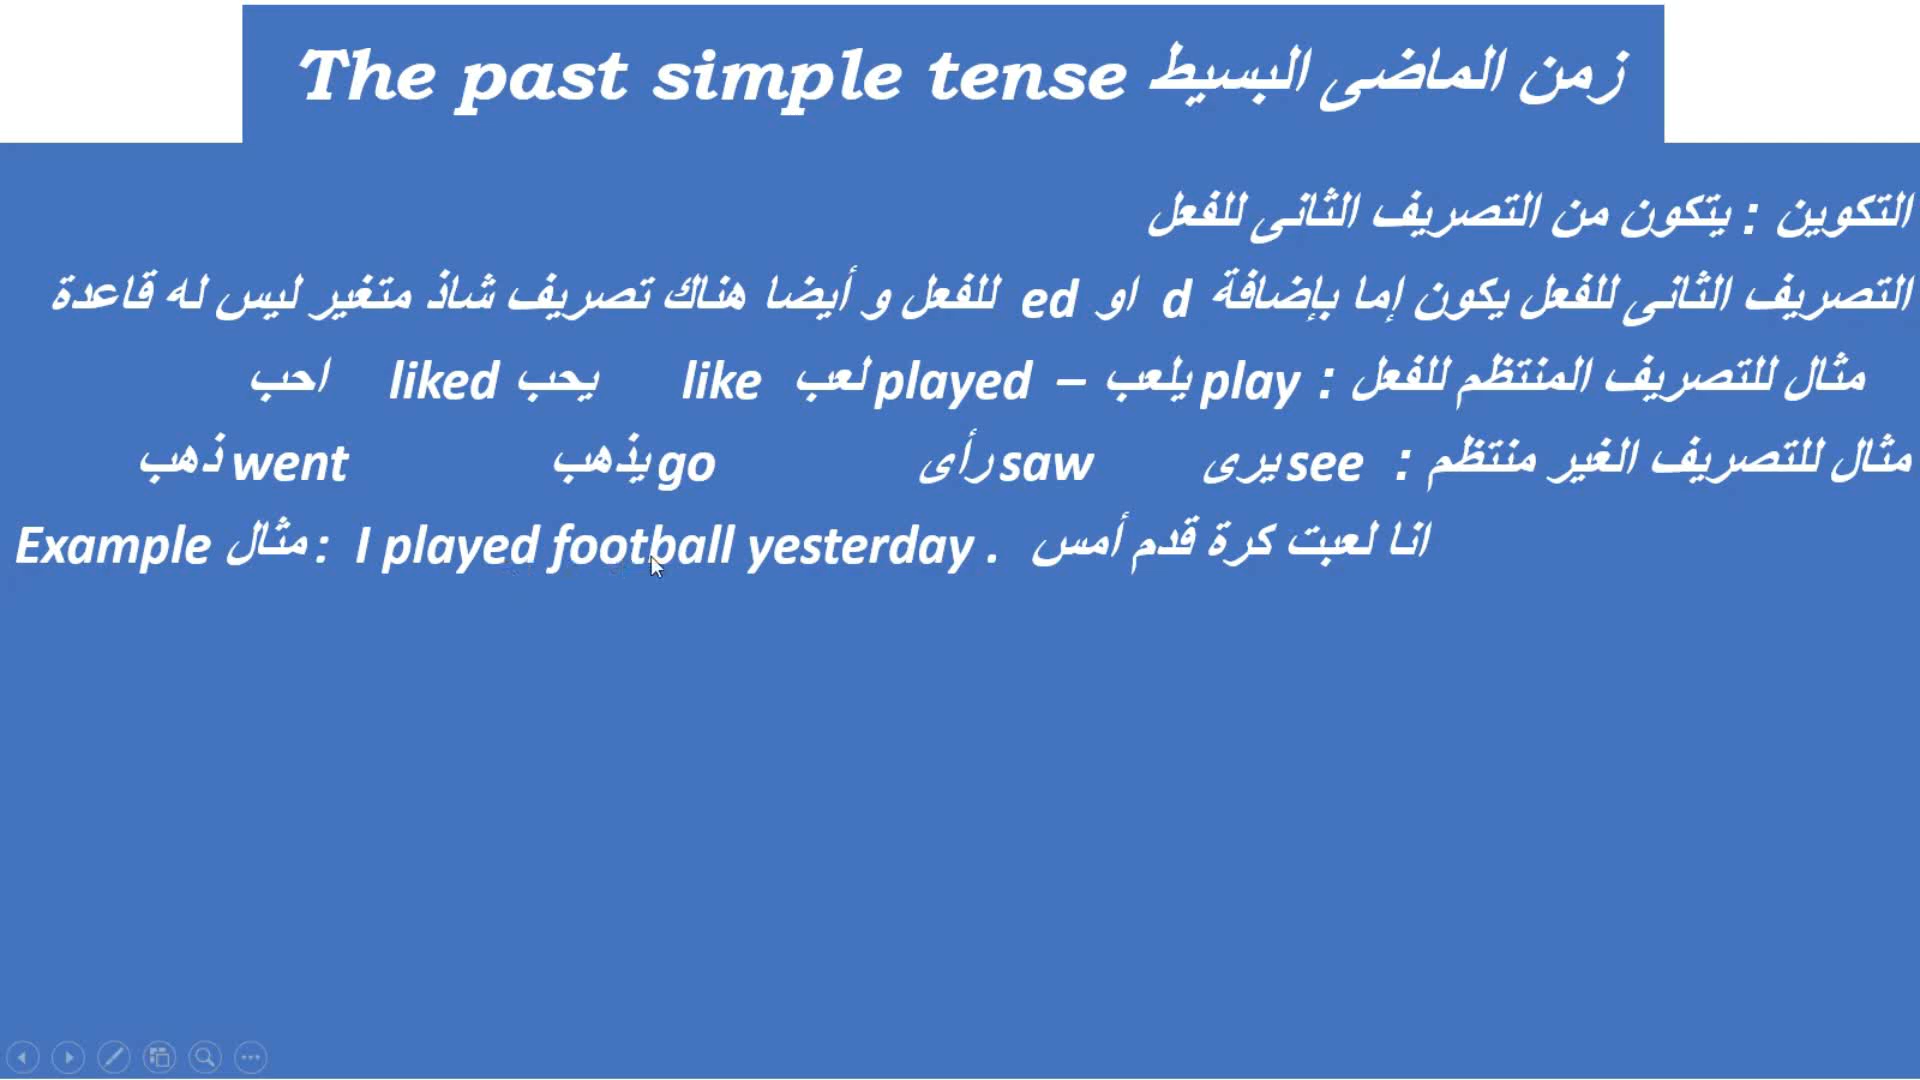 The past simple tense زمن الماضى البسيط
التكوين : يتكون من التصريف الثانى للفعل
التصريف الثانى للفعل يكون إما بإضافة d او ed للفعل و أيضا هناك تصريف شاذ متغير ليس له قاعدة
مثال للتصريف المنتظم للفعل : play يلعب – played لعب like يحب liked احب
مثال للتصريف الغير منتظم : see يرى saw رأى go يذهب went ذهب
Example مثال : I played football yesterday . انا لعبت كرة قدم أمس